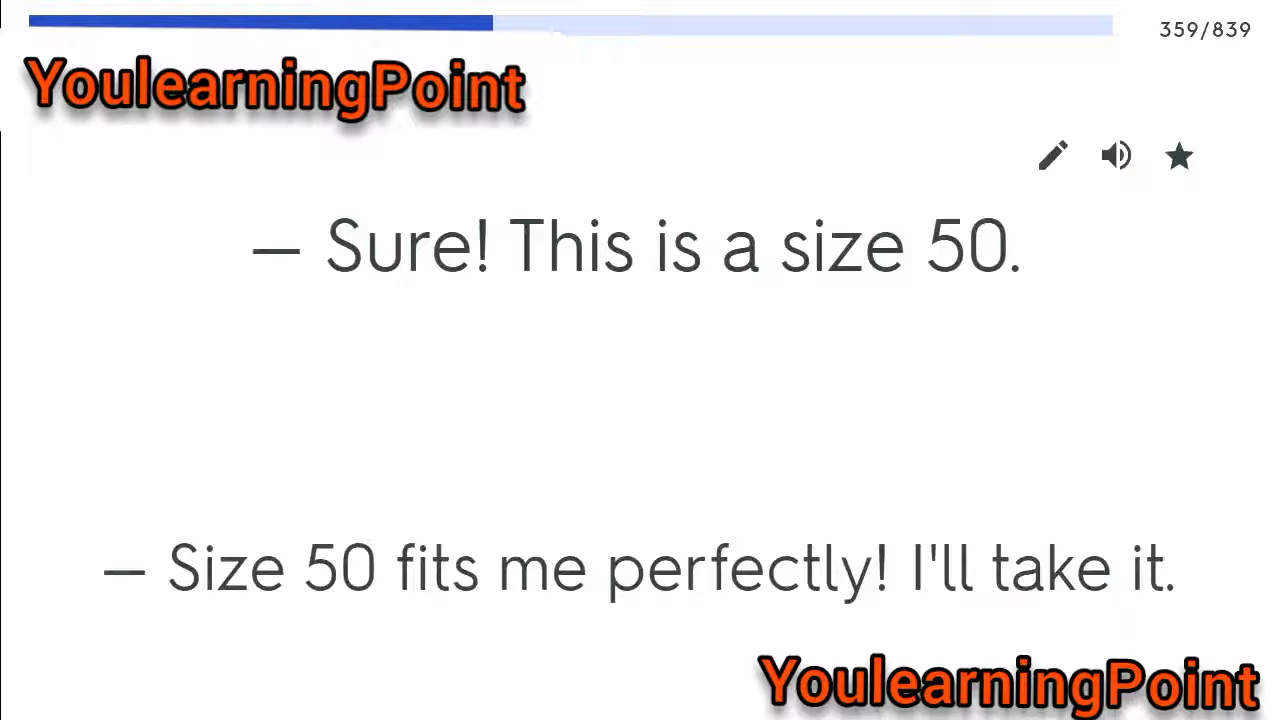 359/839
YoulearningPoint
— Sure! This is a size 50.
— Size 50 fits me perfectly! I'll take it.
YoulearningPoint